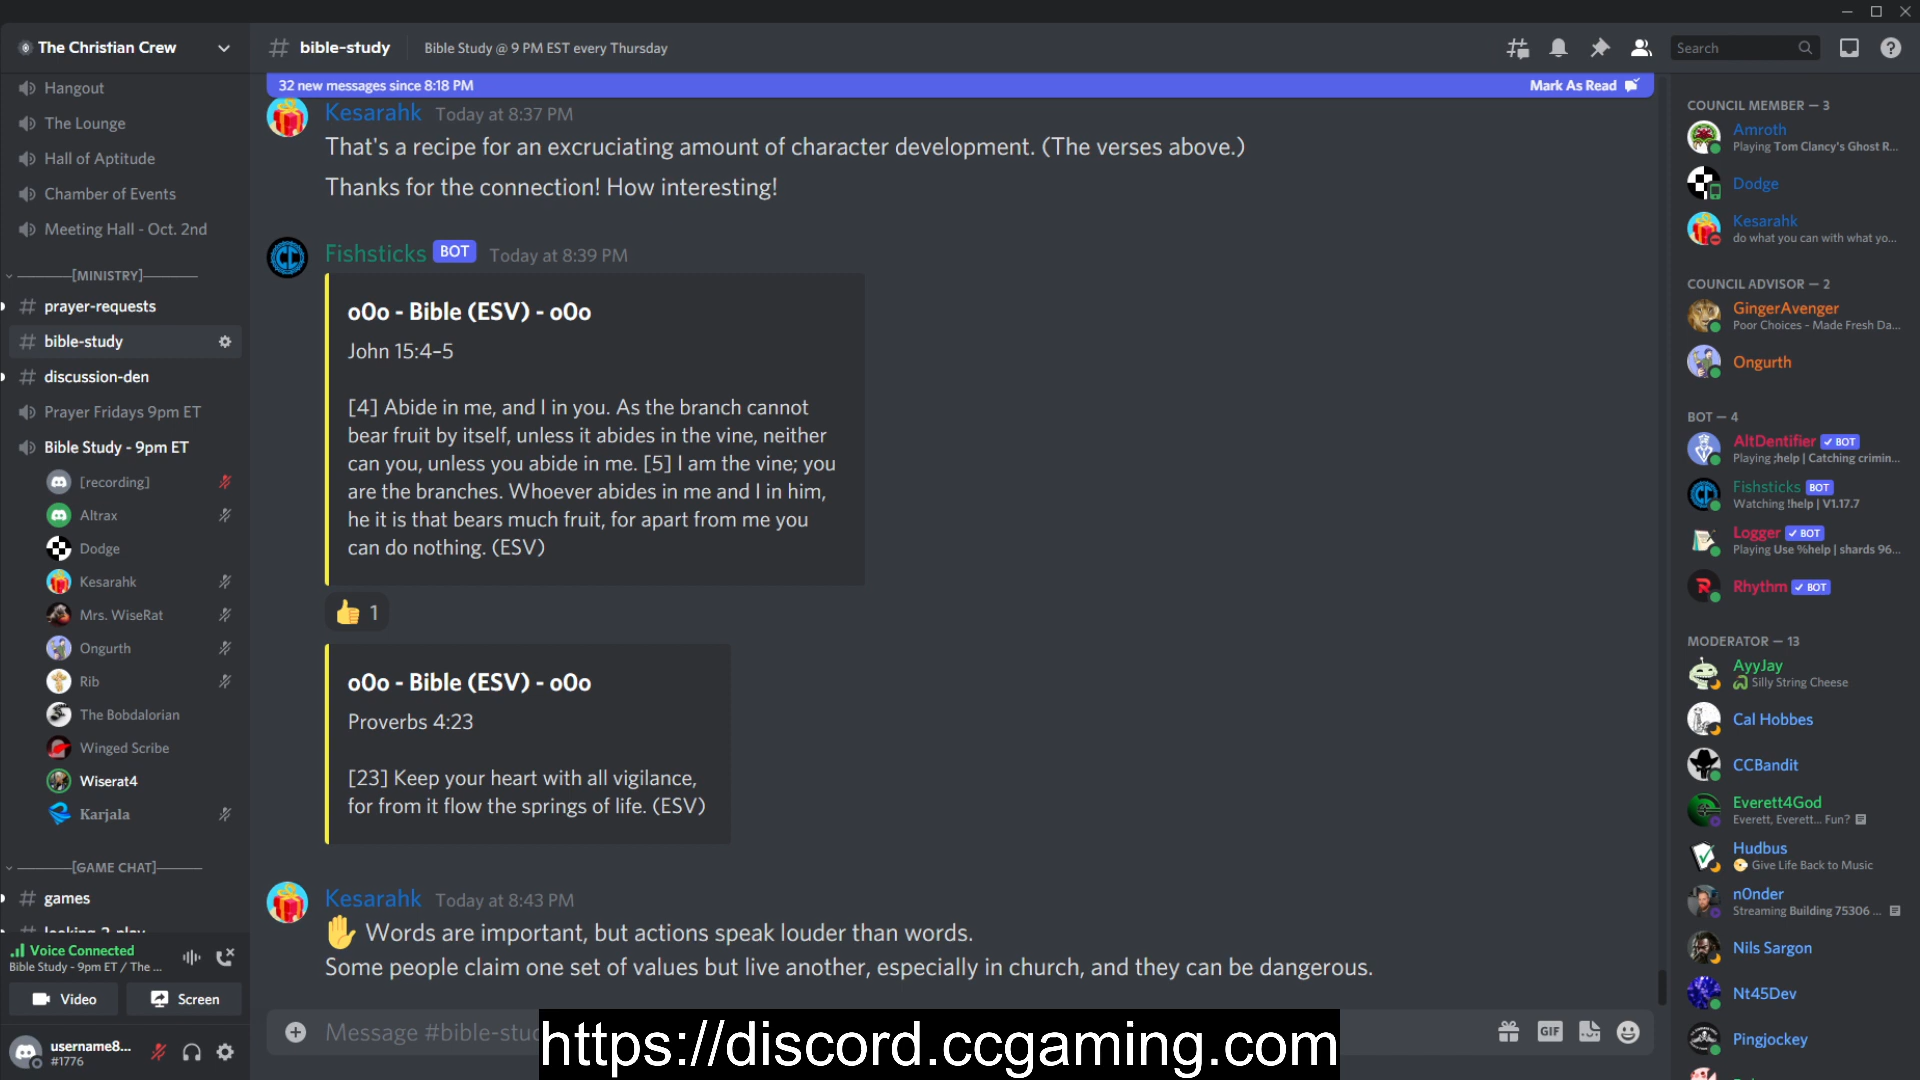 The Christian Crew
Hangout
The Lounge
Hall of Aptitude
Chamber of Events
Meeting Hall - Oct. 2nd
[MINISTRY]
# prayer-requests
# bible-study
# discussion-den
Prayer Fridays 9pm ET
Bible Study - 9pm ET
[recording]
Altrax
Dodge
Kesarahk
Mrs. WiseRat
Ongurth
Rib
The Bobdalorian
Winged Scribe
Wiserat4
Karjala
[GAME CHAT]
# games
Voice Connected
Bible Study - 9pm ET / The ...
Video
Screen
username8...
#1776
# bible-study
Bible Study @ 9 PM EST every Thursday
Search
32 new messages since 8:18 PM
Mark As Read
Kesarahk Today at 8:37 PM
That's a recipe for an excruciating amount of character development. (The verses above.)
Thanks for the connection! How interesting!
Fishsticks BOT Today at 8:39 PM
oOo - Bible (ESV) - oOo
John 15:4–5
[4] Abide in me, and I in you. As the branch cannot
bear fruit by itself, unless it abides in the vine, neither
can you, unless you abide in me. [5] I am the vine; you
are the branches. Whoever abides in me and I in him,
he it is that bears much fruit, for apart from me you
can do nothing. (ESV)
1
oOo - Bible (ESV) - oOo
Proverbs 4:23
[23] Keep your heart with all vigilance,
for from it flow the springs of life. (ESV)
Kesarahk Today at 8:43 PM
Words are important, but actions speak louder than words.
Some people claim one set of values but live another, especially in church, and they can be dangerous.
Message #bible-stu
GIF
https://discord.ccgaming.com
COUNCIL MEMBER — 3
Amroth
Playing Tom Clancy's Ghost R...
Dodge
Kesarahk
do what you can with what yo...
COUNCIL ADVISOR — 2
GingerAvenger
Poor Choices - Made Fresh Da...
Ongurth
BOT — 4
AltDentifier BOT
Playing ;help | Catching crimin...
Fishsticks BOT
Watching !help | V1.17.7
Logger BOT
Playing Use %help | shards 96...
Rhythm BOT
MODERATOR — 13
AyyJay
Silly String Cheese
Cal Hobbes
CCBandit
Everett4God
Everett, Everett... Fun?
Hudbus
Give Life Back to Music
n0nder
Streaming Building 75306 ...
Nils Sargon
Nt45Dev
Pingjockey